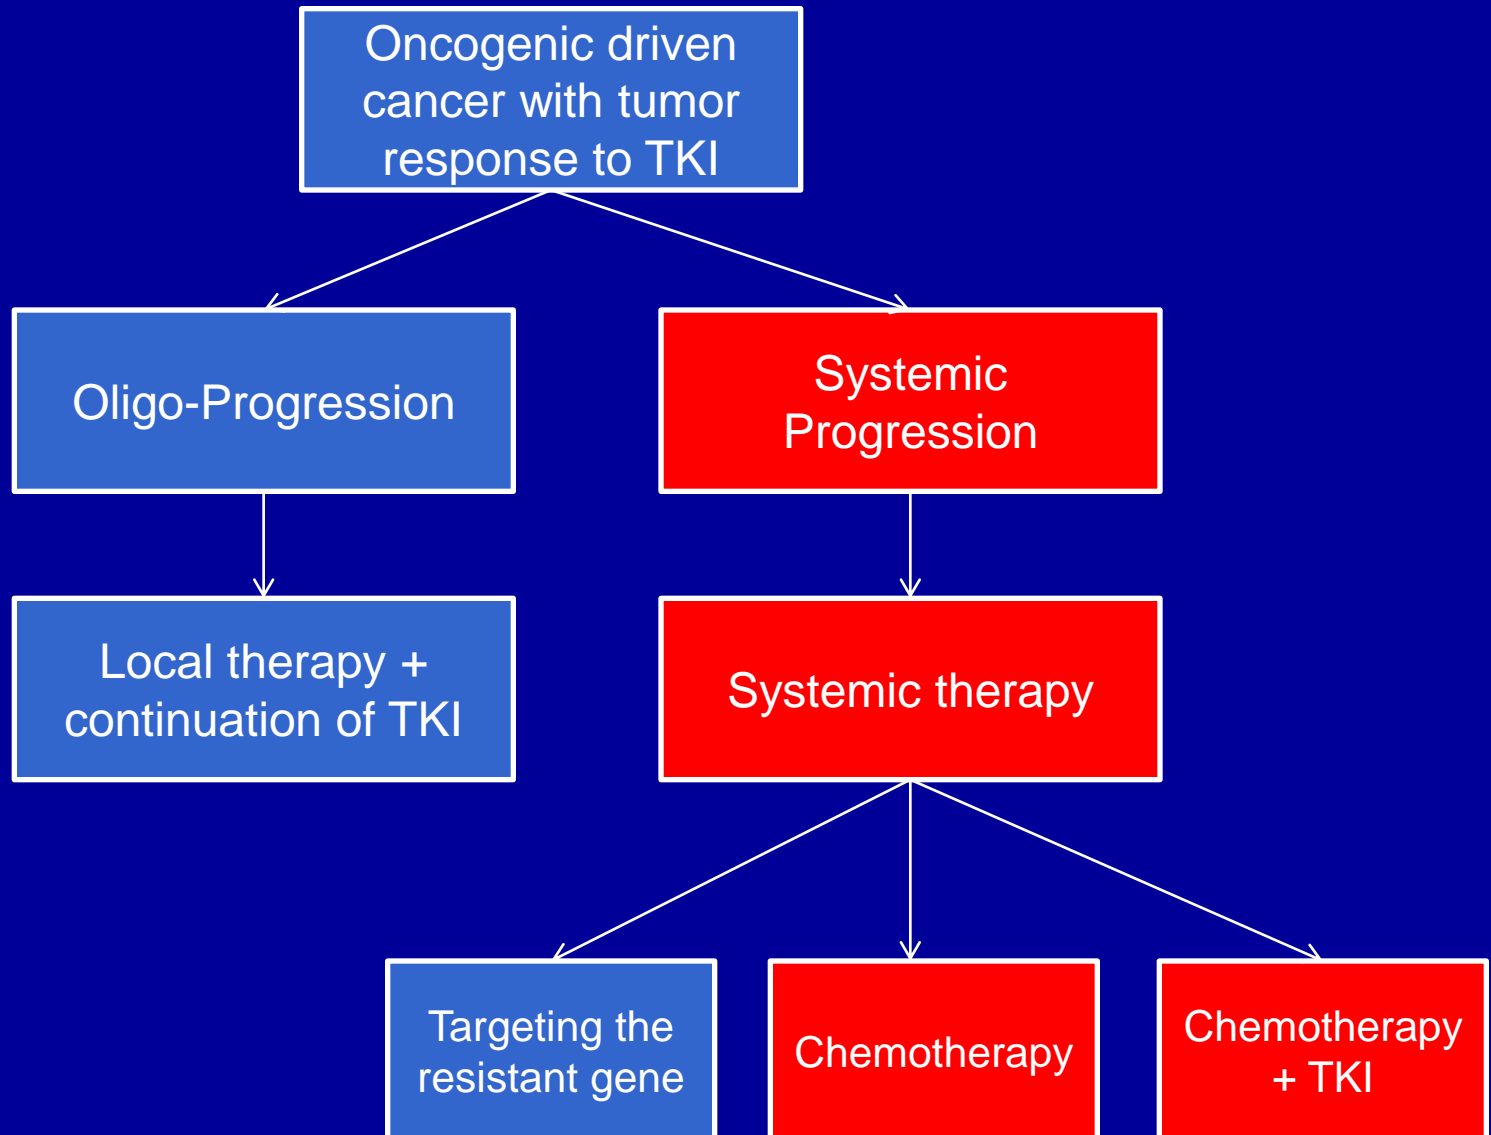 Oncogenic driven
cancer with tumor
response to TKI
Oligo-Progression
Systemic
Progression
Local therapy +
continuation of TKI
Systemic therapy
Targeting the
resistant gene
Chemotherapy
Chemotherapy
+ TKI